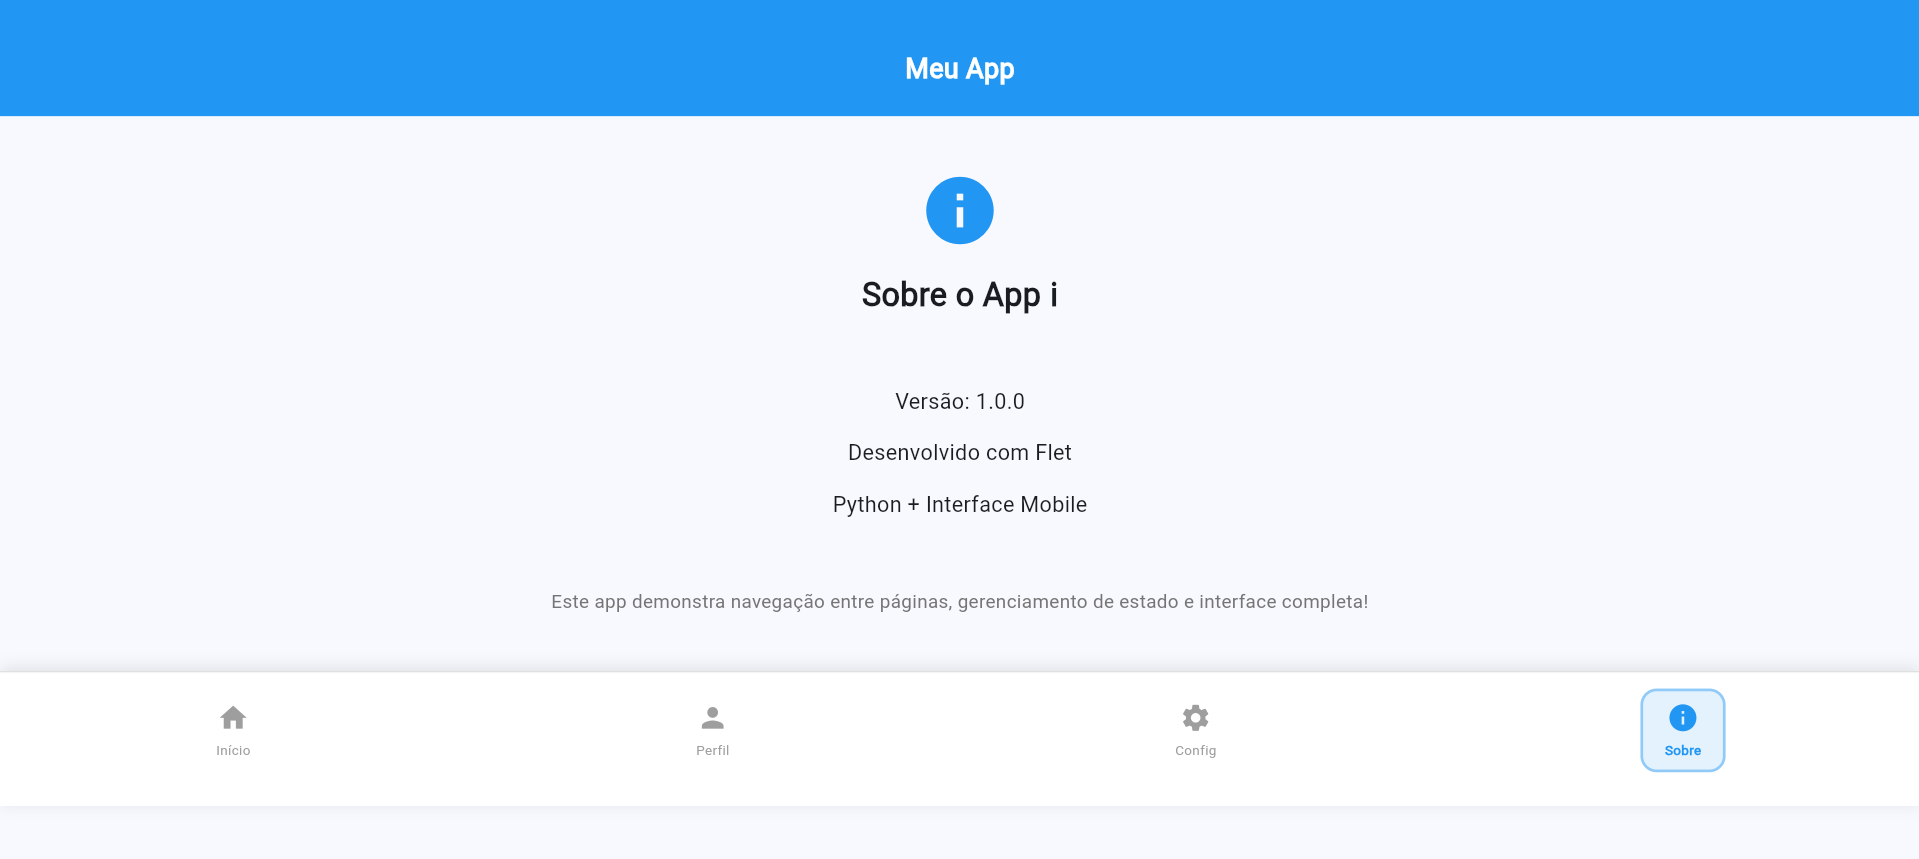 Meu App
Sobre o App i
Versão: 1.0.0
Desenvolvido com Flet
Python + Interface Mobile
Este app demonstra navegação entre páginas, gerenciamento de estado e interface completa!
Início
Perfil
Config
Sobre